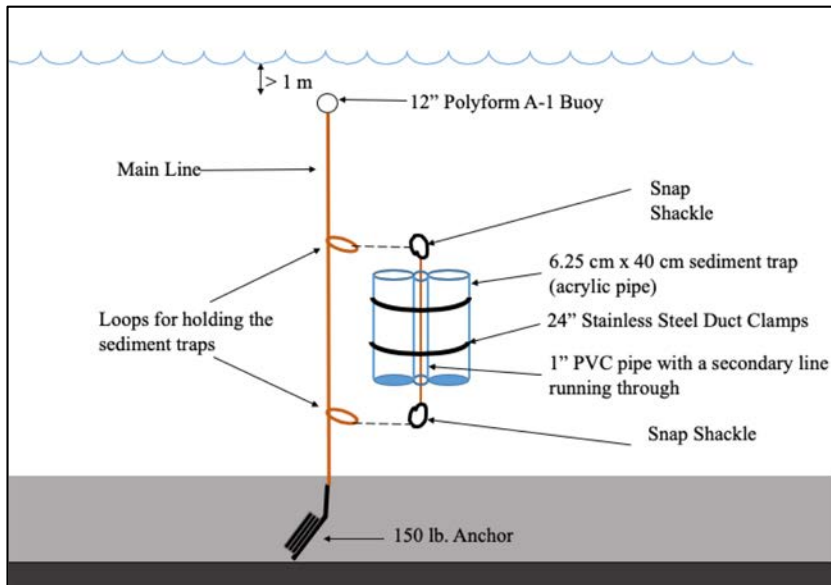 > 1 m
12” Polyform A-1 Buoy
Main Line
Snap
Shackle
6.25 cm x 40 cm sediment trap
(acrylic pipe)
Loops for holding the
sediment traps
24” Stainless Steel Duct Clamps
1” PVC pipe with a secondary line
running through
Snap Shackle
150 lb. Anchor